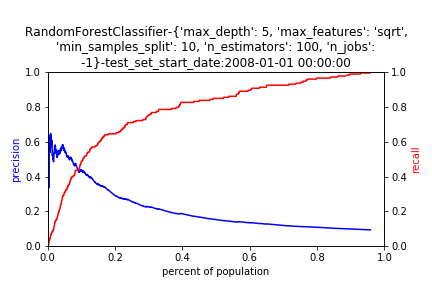 RandomForestClassifier-{'max_depth': 5, 'max_features': 'sqrt',
'min_samples_split': 10, 'n_estimators': 100, 'n_jobs':
-1}-test_set_start_date:2008-01-01 00:00:00
1.0 1.0
0.8 0.8
0.6 0.6
precision recall
0.4 0.4
0.2 0.2
0.0 0.0
0.0 0.2 0.4 0.6 0.8 1.0
percent of population